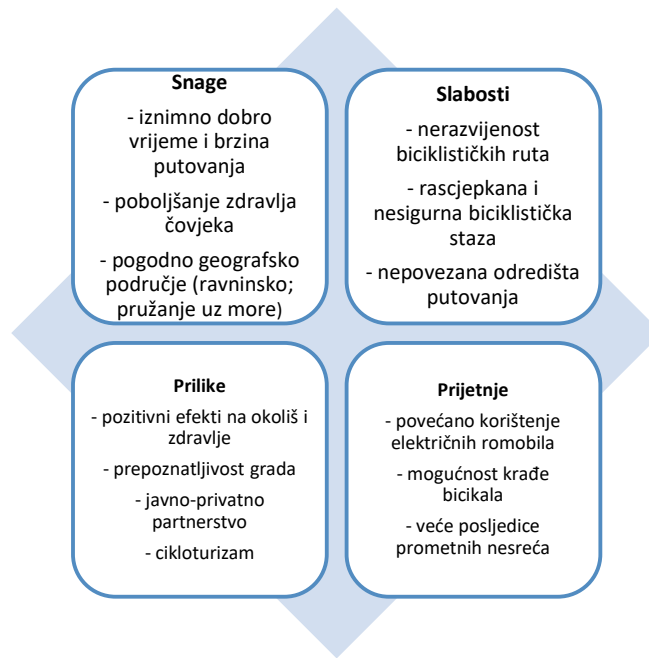 Snage
- iznimno dobro
vrijeme i brzina
putovanja
- poboljšanje zdravlja
čovjeka
- pogodno geografsko
područje (ravninsko;
pružanje uz more)
Slabosti
- nerazvijenost
biciklističkih ruta
- rascjepkana i
nesigurna biciklistička
staza
- nepovezana odredišta
putovanja
Prilike
- pozitivni efekti na okoliš i
zdravlje
- prepoznatljivost grada
- javno-privatno
partnerstvo
- cikloturizam
Prijetnje
- povećano korištenje
električnih romobila
- mogućnost krađe
bicikala
- veće posljedice
prometnih nesreća